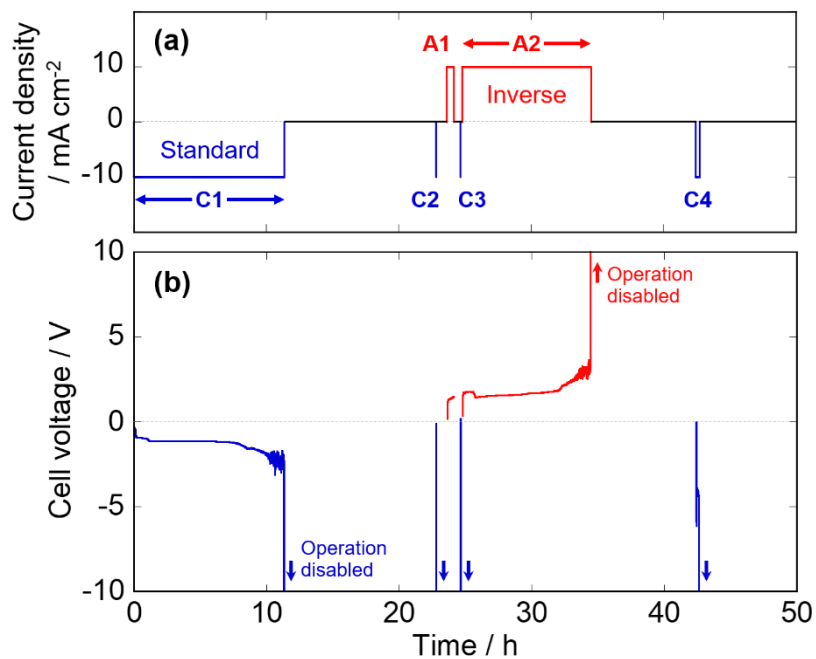 (a)
A1
A2
Inverse
Standard
C1
C2
C3
C4
10
0
-10
Current density
/ mA cm-2
(b)
Operation
disabled
Operation
disabled
10
5
0
-5
-10
Cell voltage / V
0
10
20
30
40
50
Time / h